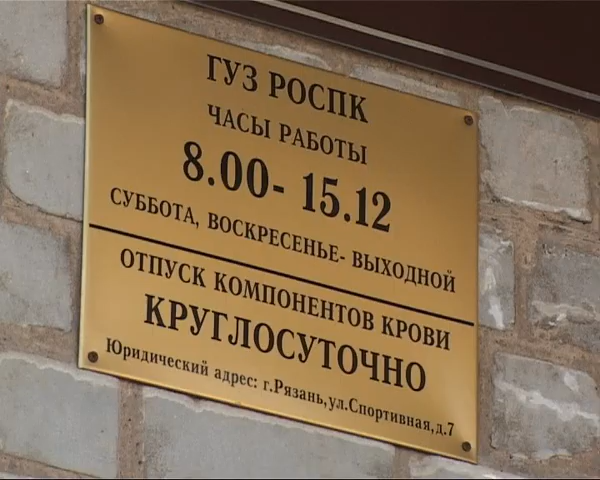 ГУЗ РОСПК
ЧАСЫ РАБОТЫ
8.00- 15.12
СУББОТА, ВОСКРЕСЕНЬЕ- ВЫХОДНОЙ
ОТПУСК КОМПОНЕНТОВ КРОВИ
КРУГЛОСУТОЧНО
Юридический адрес: г.Рязань,ул.Спортивная,д.7